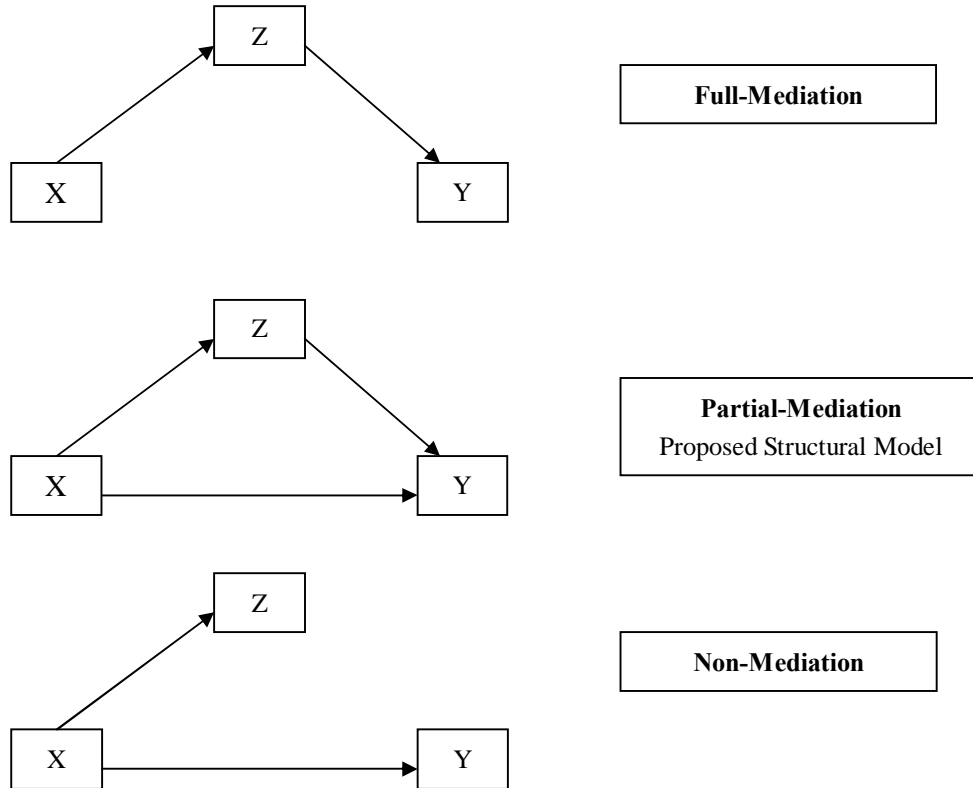 Z
Full-Mediation
X
Y
Z
Partial-Mediation
Proposed Structural Model
X
Y
Z
Non-Mediation
X
Y